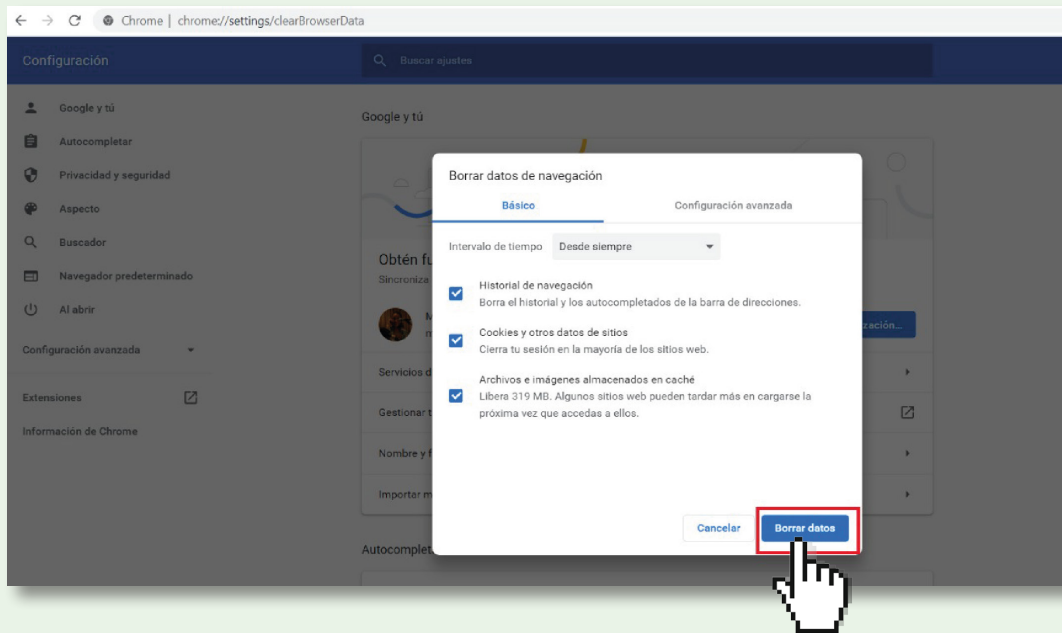 Chrome | chrome://settings/clearBrowserData
Configuración
Buscar ajustes
Google y tú
Autocompletar
Privacidad y seguridad
Aspecto
Buscador
Navegador predeterminado
Al abrir
Configuración avanzada
Extensiones
Información de Chrome
Google y tú
Obtén fu
Sincroniza
M
m
zación...
Servicios d
Gestionar t
Nombre y f
Importar m
Autocomplet
Borrar datos de navegación
Básico
Configuración avanzada
Intervalo de tiempo Desde siempre
Historial de navegación
Borra el historial y los autocompletados de la barra de direcciones.
Cookies y otros datos de sitios
Cierra tu sesión en la mayoría de los sitios web.
Archivos e imágenes almacenados en caché
Libera 319 MB. Algunos sitios web pueden tardar más en cargarse la
próxima vez que accedas a ellos.
Cancelar
Borrar datos